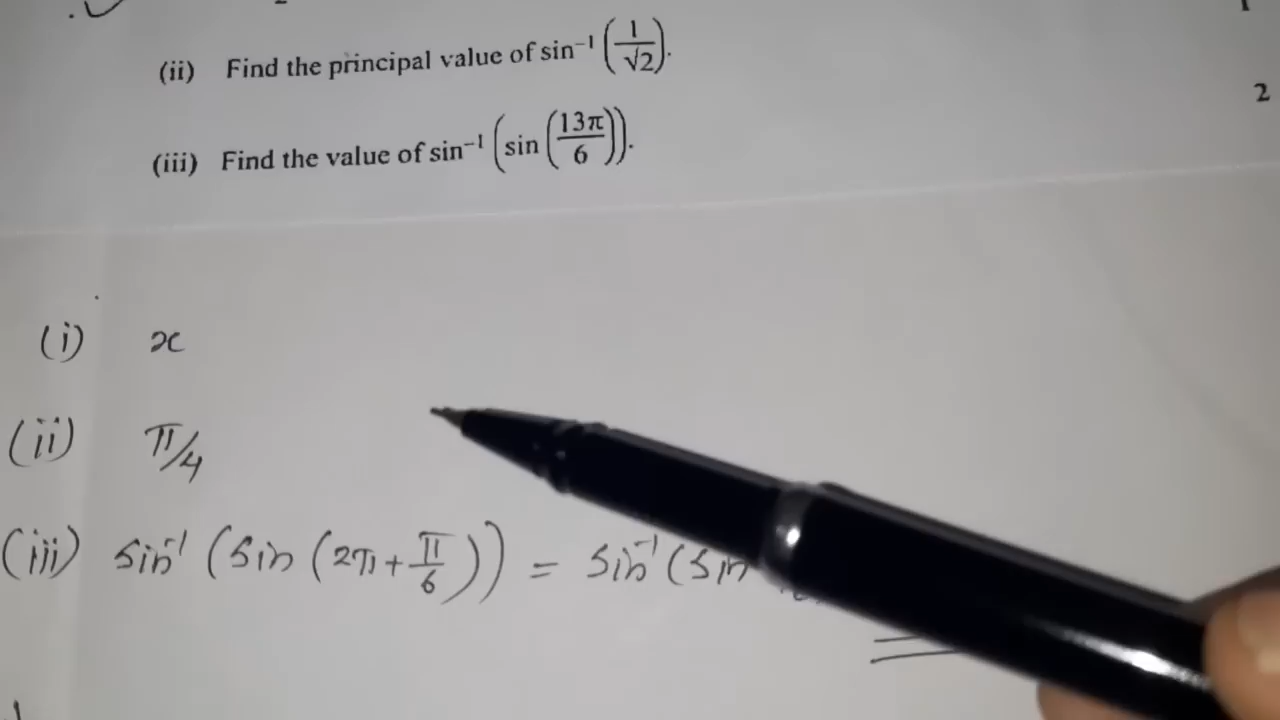 (ii) Find the principal value of sin⁻¹ (1/√2).
1
(iii) Find the value of sin⁻¹ (sin (13π/6)).
2
(i) x
(ii) π/4
(iii) sin⁻¹ (sin (2π + π/6)) = sin⁻¹ (sin